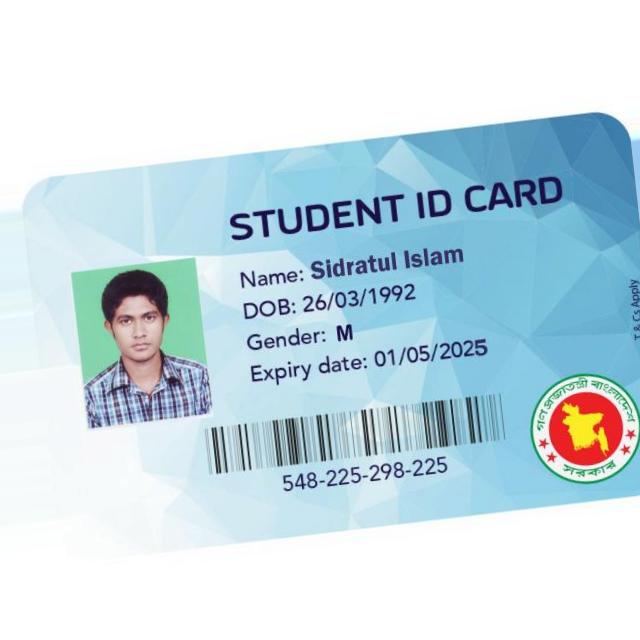 STUDENT ID CARD
Name: Sidratul Islam
DOB: 26/03/1992
Gender: M
Expiry date: 01/05/2025
548-225-298-225
T & Cs Apply
গণপ্রজাতন্ত্রী বাংলাদেশ
সরকার